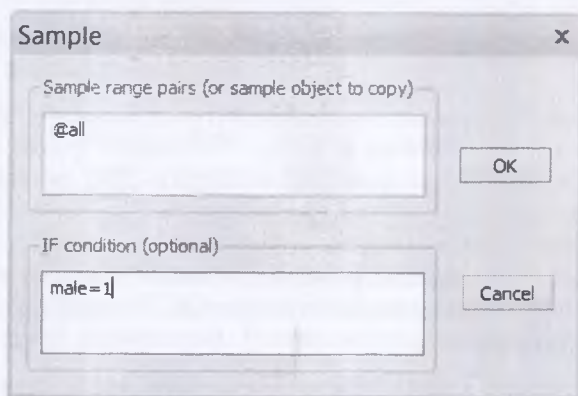 Sample x
Sample range pairs (or sample object to copy)
@all
OK
IF condition (optional)
male=1
Cancel